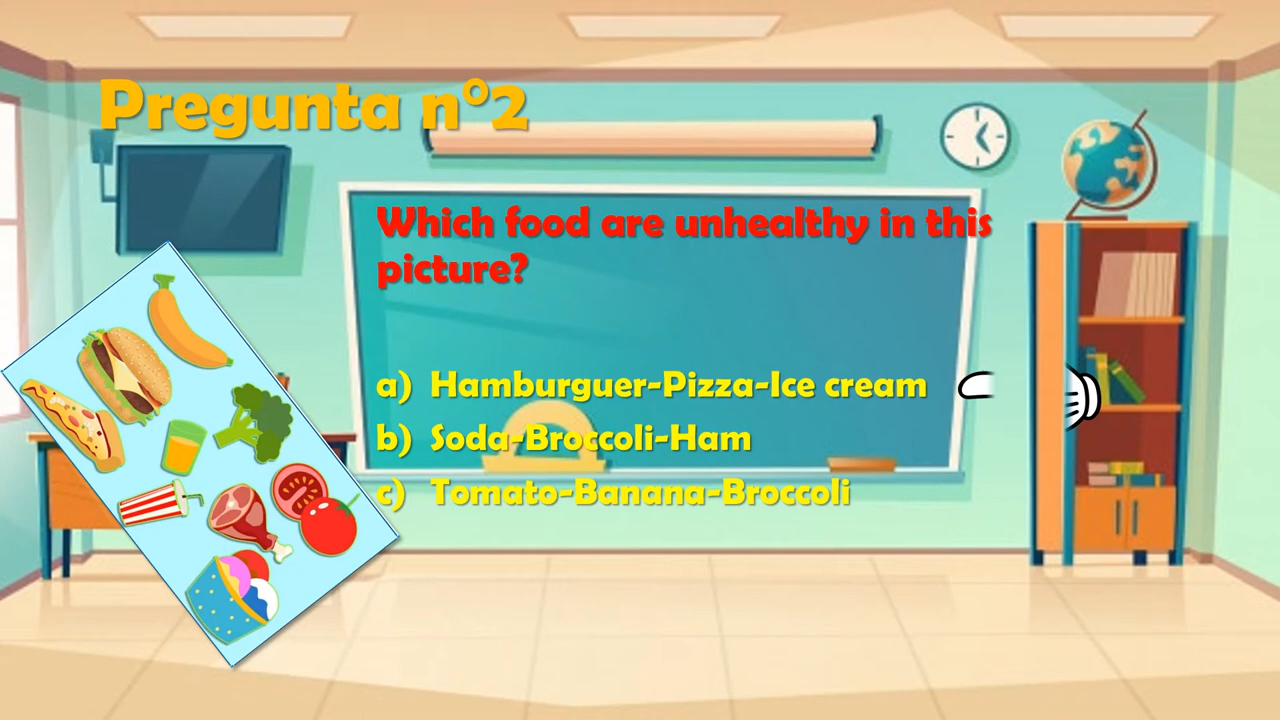 Pregunta n°2
Which food are unhealthy in this
picture?
a) Hamburguer-Pizza-Ice cream
b) Soda-Broccoli-Ham
c) Tomato-Banana-Broccoli